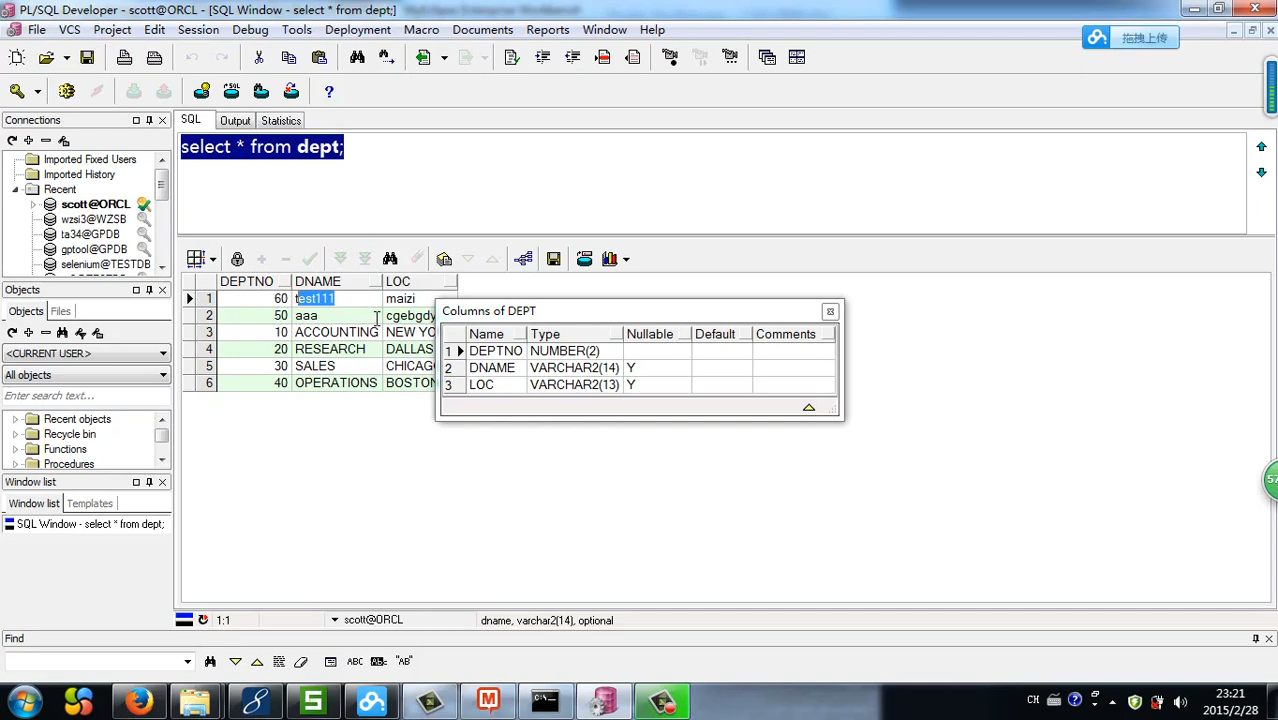 PL/SQL Developer - scott@ORCL - [SQL Window - select * from dept;]
File VCS Project Edit Session Debug Tools Deployment Macro Documents Reports Window Help
拖拽上传
Connections
SQL Output Statistics
select * from dept;
Imported Fixed Users
Imported History
Recent
scott@ORCL
wzsi3@WZSB
ta34@GPDB
gptool@GPDB
selenium@TESTDB
Objects
Files
<CURRENT USER>
All objects
Enter search text...
Recent objects
Recycle bin
Functions
Procedures
DEPTNO DNAME LOC
1 60 test111 maizi
2 50 aaa cgebgdy
3 10 ACCOUNTING NEW YO
4 20 RESEARCH DALLAS
5 30 SALES CHICAGO
6 40 OPERATIONS BOSTON
Columns of DEPT
Name Type Nullable Default Comments
1 DEPTNO NUMBER(2)
2 DNAME VARCHAR2(14) Y
3 LOC VARCHAR2(13) Y
Window list
Window list Templates
SQL Window - select * from dept;
1:1 scott@ORCL dname, varchar2(14), optional
Find
ABC ABc "AB"
CH
23:21
2015/2/28
57